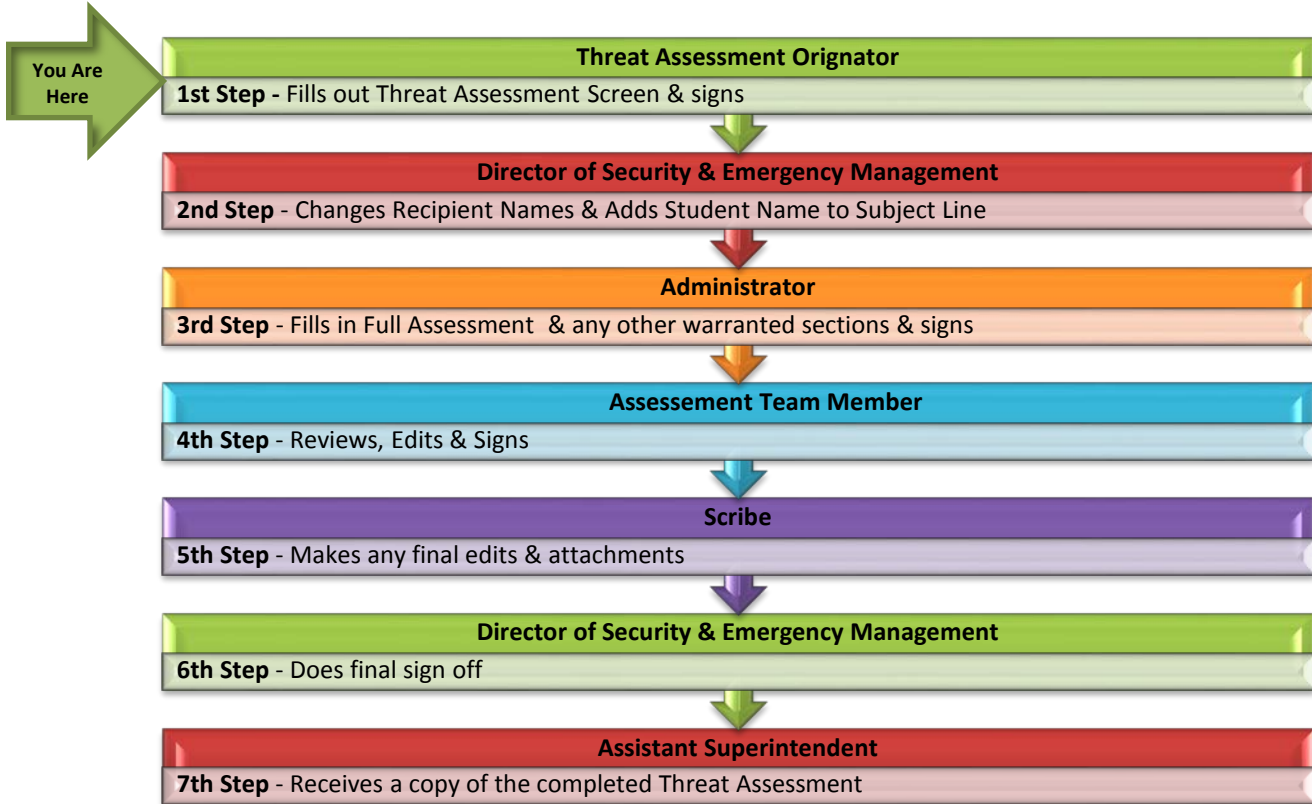 You Are
Here
Threat Assessment Orignator
1st Step - Fills out Threat Assessment Screen & signs
Director of Security & Emergency Management
2nd Step - Changes Recipient Names & Adds Student Name to Subject Line
Administrator
3rd Step - Fills in Full Assessment & any other warranted sections & signs
Assessement Team Member
4th Step - Reviews, Edits & Signs
Scribe
5th Step - Makes any final edits & attachments
Director of Security & Emergency Management
6th Step - Does final sign off
Assistant Superintendent
7th Step - Receives a copy of the completed Threat Assessment